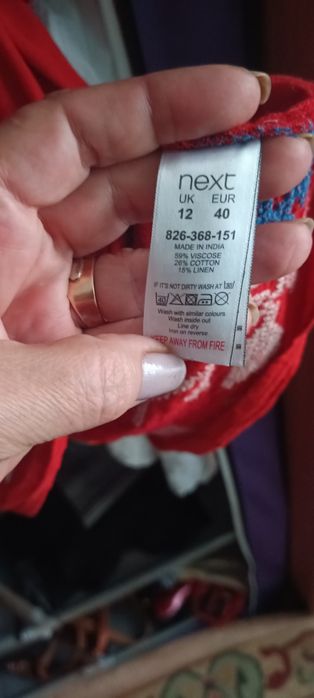 next
UK EUR
12 40
826-368-151
MADE IN INDIA
59% VISCOSE
26% COTTON
15% LINEN
IF IT'S NOT DIRTY WASH AT 30
40
Wash with similar colours
Wash inside out
Line dry
Iron on reverse
KEEP AWAY FROM FIRE